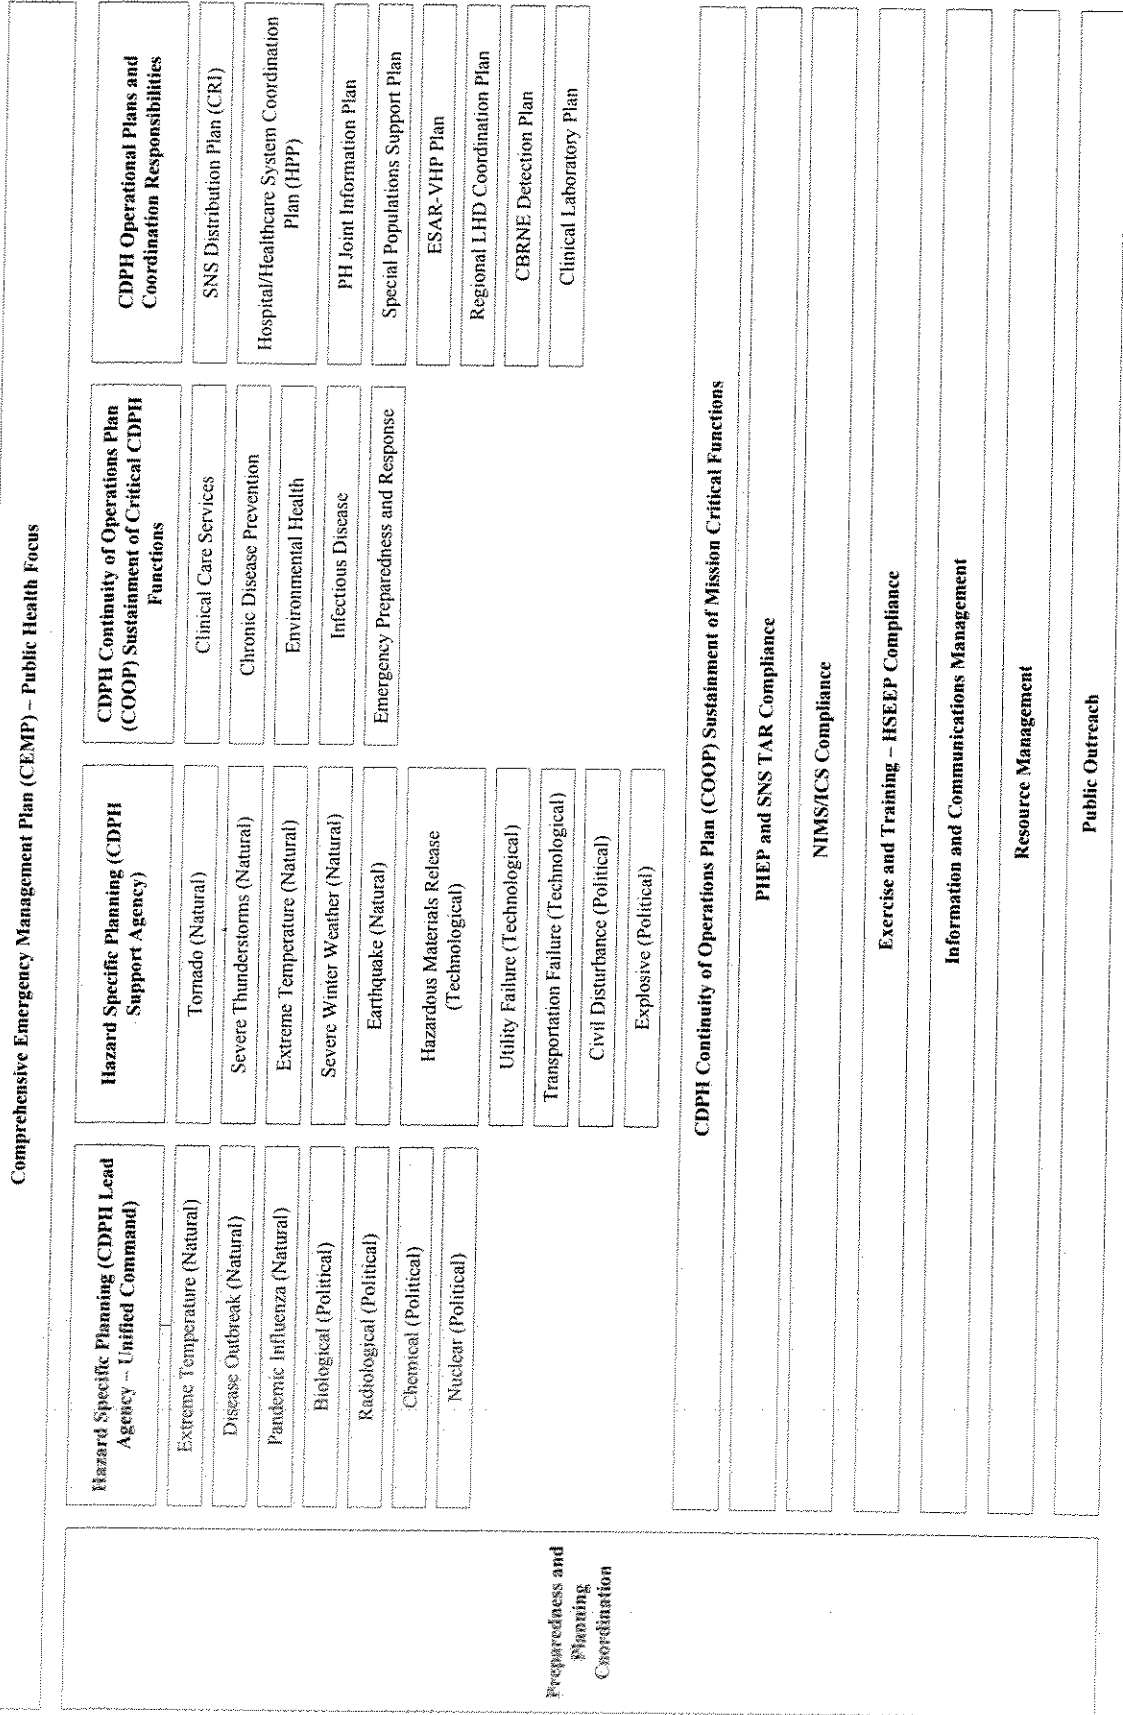 Comprehensive Emergency Management Plan (CEMP) – Public Health Focus
Preparedness and
Planning
Coordination
Hazard Specific Planning (CDPH Lead
Agency – Unified Command)
Extreme Temperature (Natural)
Disease Outbreak (Natural)
Pandemic Influenza (Natural)
Biological (Political)
Radiological (Political)
Chemical (Political)
Nuclear (Political)
Hazard Specific Planning (CDPH
Support Agency)
Tornado (Natural)
Severe Thunderstorms (Natural)
Extreme Temperature (Natural)
Severe Winter Weather (Natural)
Earthquake (Natural)
Hazardous Materials Release
(Technological)
Utility Failure (Technological)
Transportation Failure (Technological)
Civil Disturbance (Political)
Explosive (Political)
CDPH Continuity of Operations Plan
(COOP) Sustainment of Critical CDPH
Functions
Clinical Care Services
Chronic Disease Prevention
Environmental Health
Infectious Disease
Emergency Preparedness and Response
CDPH Operational Plans and
Coordination Responsibilities
SNS Distribution Plan (CRI)
Hospital/Healthcare System Coordination
Plan (HPP)
PH Joint Information Plan
Special Populations Support Plan
ESAR-VHP Plan
Regional LHD Coordination Plan
CBRNE Detection Plan
Clinical Laboratory Plan
CDPH Continuity of Operations Plan (COOP) Sustainment of Mission Critical Functions
PHEP and SNS TAR Compliance
NIMS/ICS Compliance
Exercise and Training – HSEEP Compliance
Information and Communications Management
Resource Management
Public Outreach